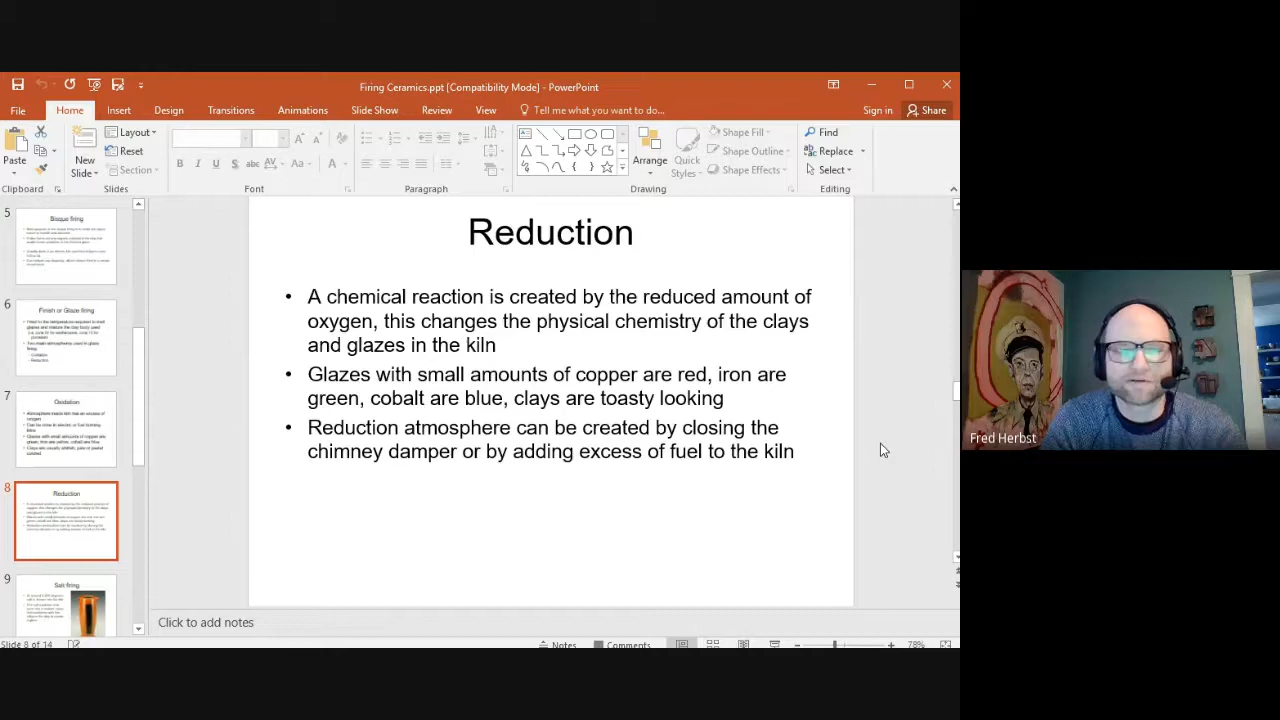 Firing Ceramics.ppt [Compatibility Mode] - PowerPoint
File Home Insert Design Transitions Animations Slide Show Review View Tell me what you want to do... Sign in Share
Paste
New Slide
Layout
Reset
Section
B I U S abc AV Aa A
Arrange
Quick Styles
Shape Fill
Shape Outline
Shape Effects
Find
Replace
Select
Clipboard Slides Font Paragraph Drawing Editing
5
Bisque firing
6
Finish or Glaze firing
7
Oxidation
8
Reduction
9
Salt firing
Reduction
• A chemical reaction is created by the reduced amount of
oxygen, this changes the physical chemistry of the clays
and glazes in the kiln
• Glazes with small amounts of copper are red, iron are
green, cobalt are blue, clays are toasty looking
• Reduction atmosphere can be created by closing the
chimney damper or by adding excess of fuel to the kiln
Click to add notes
Slide 8 of 14 Notes Comments 78%
Fred Herbst